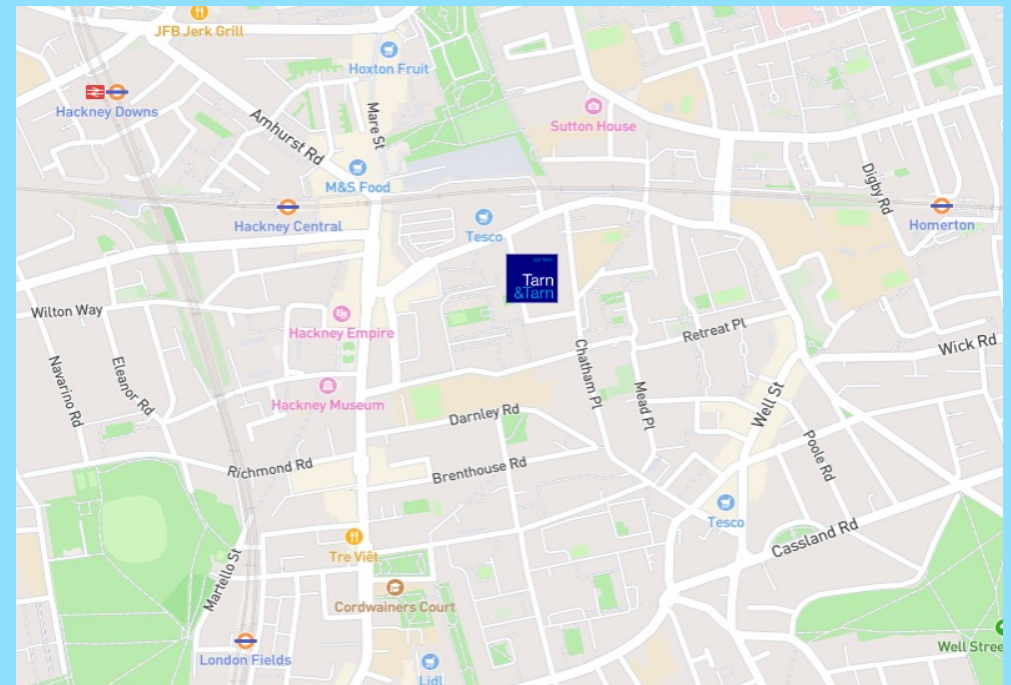 JFB Jerk Grill
Hoxton Fruit
Hackney Downs
Mare St
Amhurst Rd
Sutton House
M&S Food
Digby Rd
Hackney Central
Tesco
Homerton
Tarn
&Tarn
Wilton Way
Hackney Empire
Retreat Pl
Wick Rd
Navarino Rd
Eleanor Rd
Chatham Pl
Mead Pl
Hackney Museum
Well St
Darnley Rd
Poole Rd
Richmond Rd
Brenthouse Rd
Tesco
Cassland Rd
Tre Việt
Martello St
Cordwainers Court
London Fields
Well Stree
Lidl